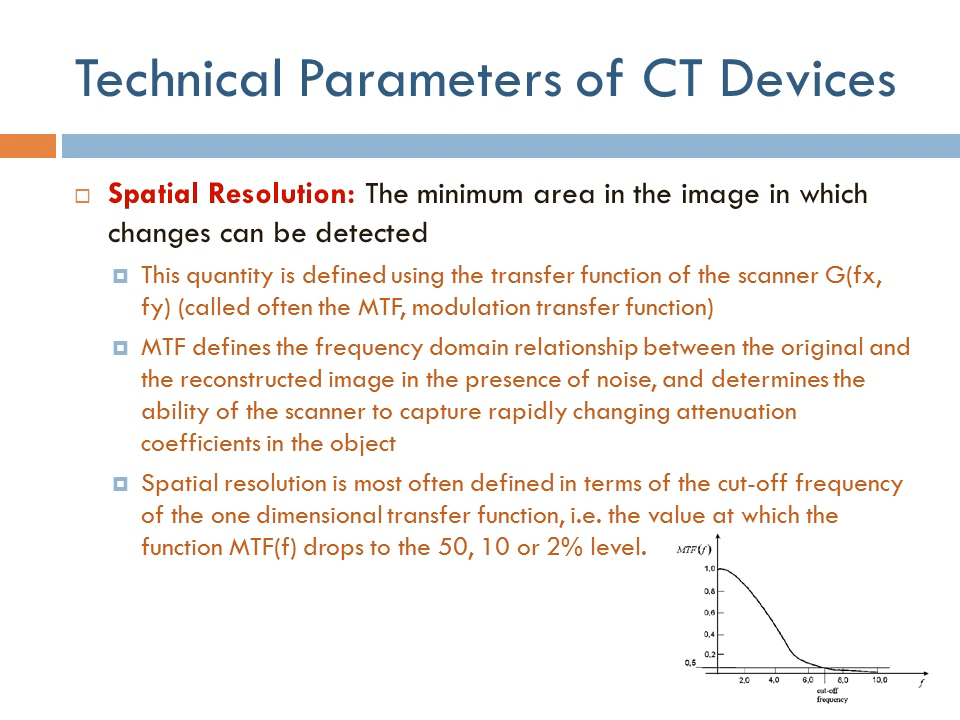 Technical Parameters of CT Devices
Spatial Resolution: The minimum area in the image in which
changes can be detected
This quantity is defined using the transfer function of the scanner G(fx,
fy) (called often the MTF, modulation transfer function)
MTF defines the frequency domain relationship between the original and
the reconstructed image in the presence of noise, and determines the
ability of the scanner to capture rapidly changing attenuation
coefficients in the object
Spatial resolution is most often defined in terms of the cut-off frequency
of the one dimensional transfer function, i.e. the value at which the
function MTF(f) drops to the 50, 10 or 2% level.
MTF(f)
1,0
0,8
0,6
0,4
0,2
0,5
2,0 4,0 6,0 8,0 10,0 f
cut-off
frequency